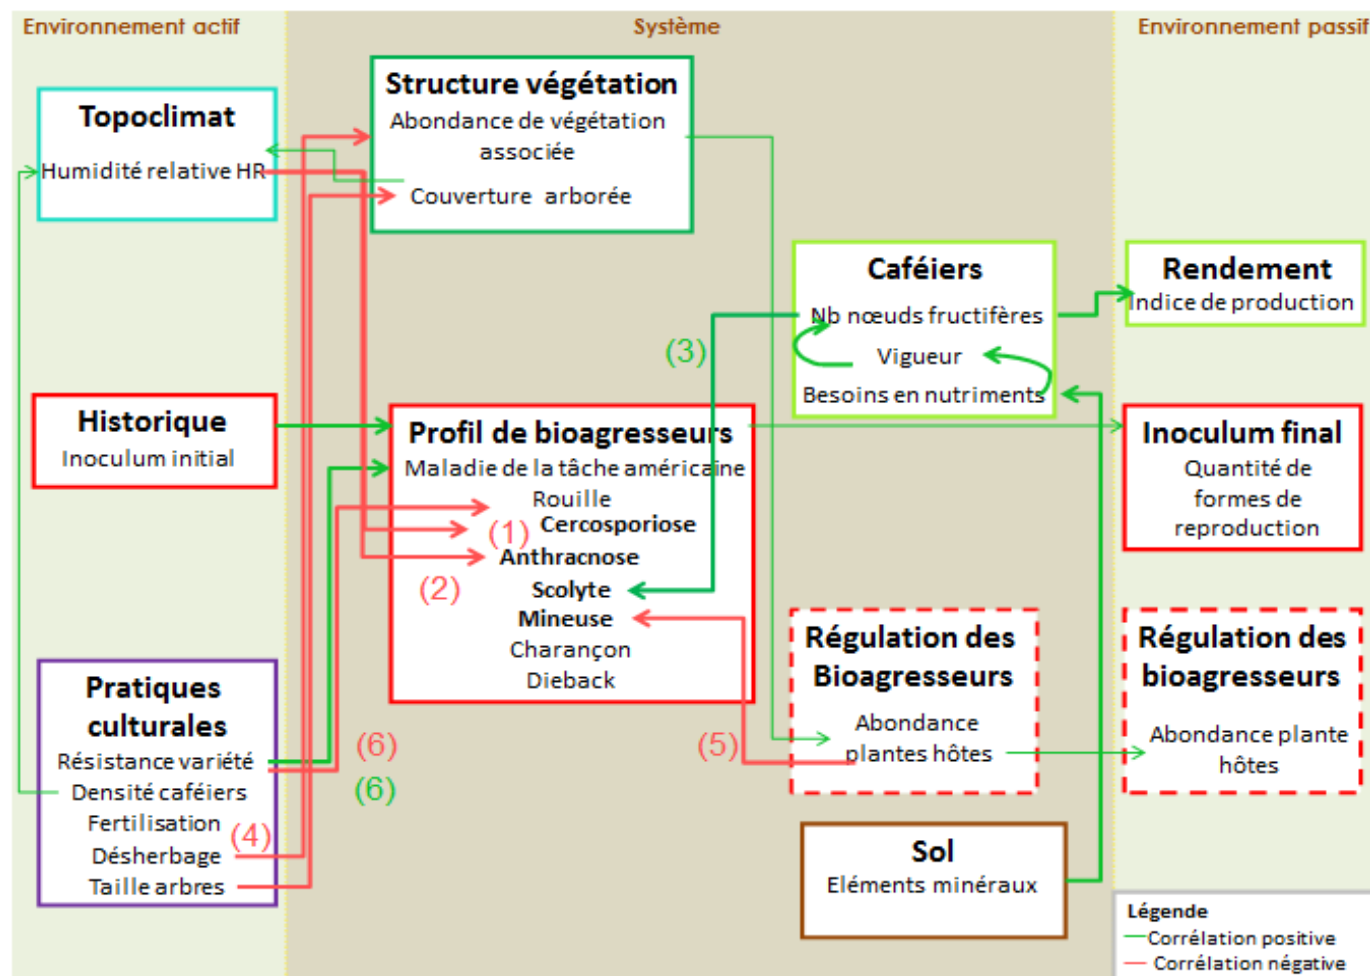 Environnement actif
Système
Environnement passif
Topoclimat
Humidité relative HR
Structure végétation
Abondance de végétation
associée
Couverture arborée
Caféiers
Nb nœuds fructifères
Vigueur
Besoins en nutriments
Rendement
Indice de production
(3)
Historique
Inoculum initial
Profil de bioagresseurs
Maladie de la tâche américaine
Rouille
(1)
Cercosporiose
Anthracnose
(2)
Scolyte
Mineuse
Charançon
Dieback
Inoculum final
Quantité de
formes de
reproduction
Pratiques
culturales
Résistance variété
Densité caféiers
Fertilisation
(4)
Désherbage
Taille arbres
(6)
(6)
(5)
Régulation des
Bioagresseurs
Abondance
plantes hôtes
Régulation des
bioagresseurs
Abondance plante
hôtes
Sol
Eléments minéraux
Légende
Corrélation positive
Corrélation négative